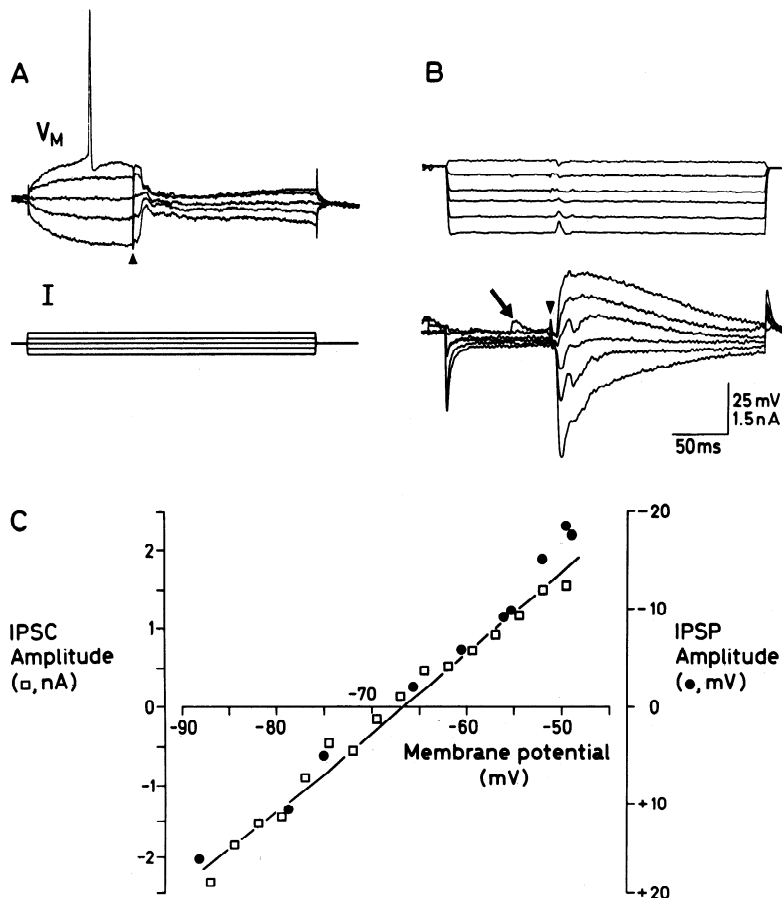 A
B
V_M
I
25 mV
1.5 nA
50ms
C
IPSC
Amplitude
(□, nA)
2
1
0
-1
-2
-90
-80
-70
-60
-50
Membrane potential
(mV)
-20
-10
0
+10
+20
IPSP
Amplitude
(●, mV)